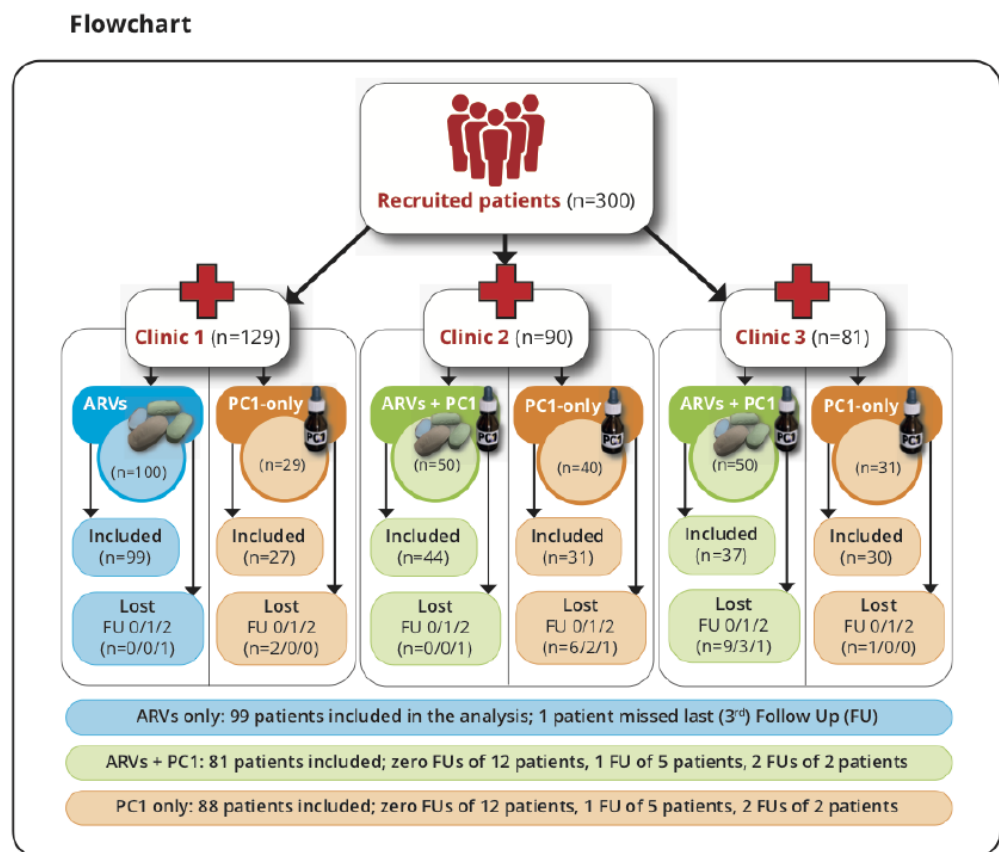 Flowchart
Recruited patients (n=300)
Clinic 1 (n=129)
Clinic 2 (n=90)
Clinic 3 (n=81)
ARVs
(n=100)
PC1-only
PC1
(n=29)
ARVs + PC1
PC1
(n=50)
PC1-only
PC1
(n=40)
ARVs + PC1
PC1
(n=50)
PC1-only
PC1
(n=31)
Included
(n=99)
Included
(n=27)
Included
(n=44)
Included
(n=31)
Included
(n=37)
Included
(n=30)
Lost
FU 0/1/2
(n=0/0/1)
Lost
FU 0/1/2
(n=2/0/0)
Lost
FU 0/1/2
(n=0/0/1)
Lost
FU 0/1/2
(n=6/2/1)
Lost
FU 0/1/2
(n=9/3/1)
Lost
FU 0/1/2
(n=1/0/0)
ARVs only: 99 patients included in the analysis; 1 patient missed last (3rd) Follow Up (FU)
ARVs + PC1: 81 patients included; zero FUs of 12 patients, 1 FU of 5 patients, 2 FUs of 2 patients
PC1 only: 88 patients included; zero FUs of 12 patients, 1 FU of 5 patients, 2 FUs of 2 patients